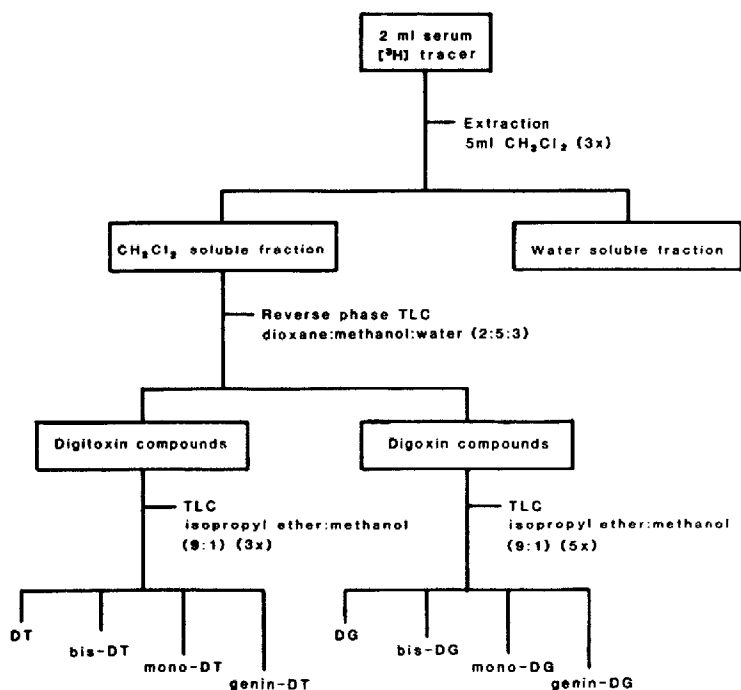 2 ml serum
[³H] tracer
Extraction
5ml CH₂Cl₂ (3x)
CH₂Cl₂ soluble fraction
Water soluble fraction
Reverse phase TLC
dioxane:methanol:water (2:5:3)
Digitoxin compounds
Digoxin compounds
TLC
isopropyl ether:methanol
(9:1) (3x)
TLC
isopropyl ether:methanol
(9:1) (5x)
DT
bis-DT
mono-DT
genin-DT
DG
bis-DG
mono-DG
genin-DG